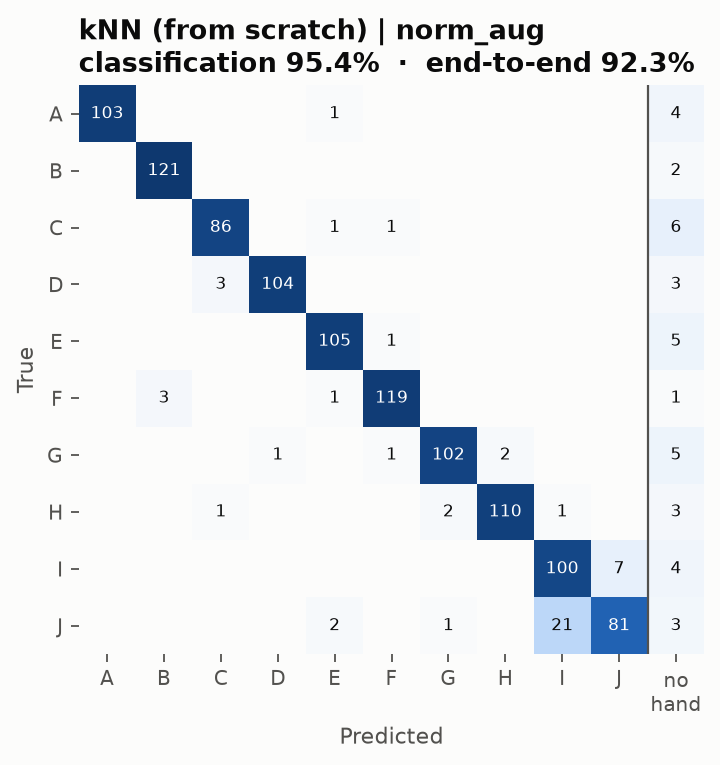 kNN (from scratch) | norm_aug
classification 95.4%  ·  end-to-end 92.3%
A 103 1 4
B 121 2
C 86 1 1 6
D 3 104 3
E 105 1 5
F 3 1 119 1
G 1 1 102 2 5
H 1 2 110 1 3
I 100 7 4
J 2 1 21 81 3
True
A B C D E F G H I J no hand
Predicted